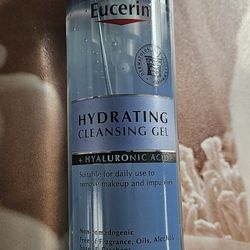 Eucerin
HYDRATING
CLEANSING GEL
+ HYALURONIC ACID
Suitable for daily use to
remove makeup and impurities
Non-comedogenic
Free of Fragrance, Oils, Alcohol